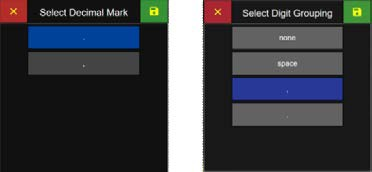 Select Decimal Mark
.
,
Select Digit Grouping
none
space
,
.